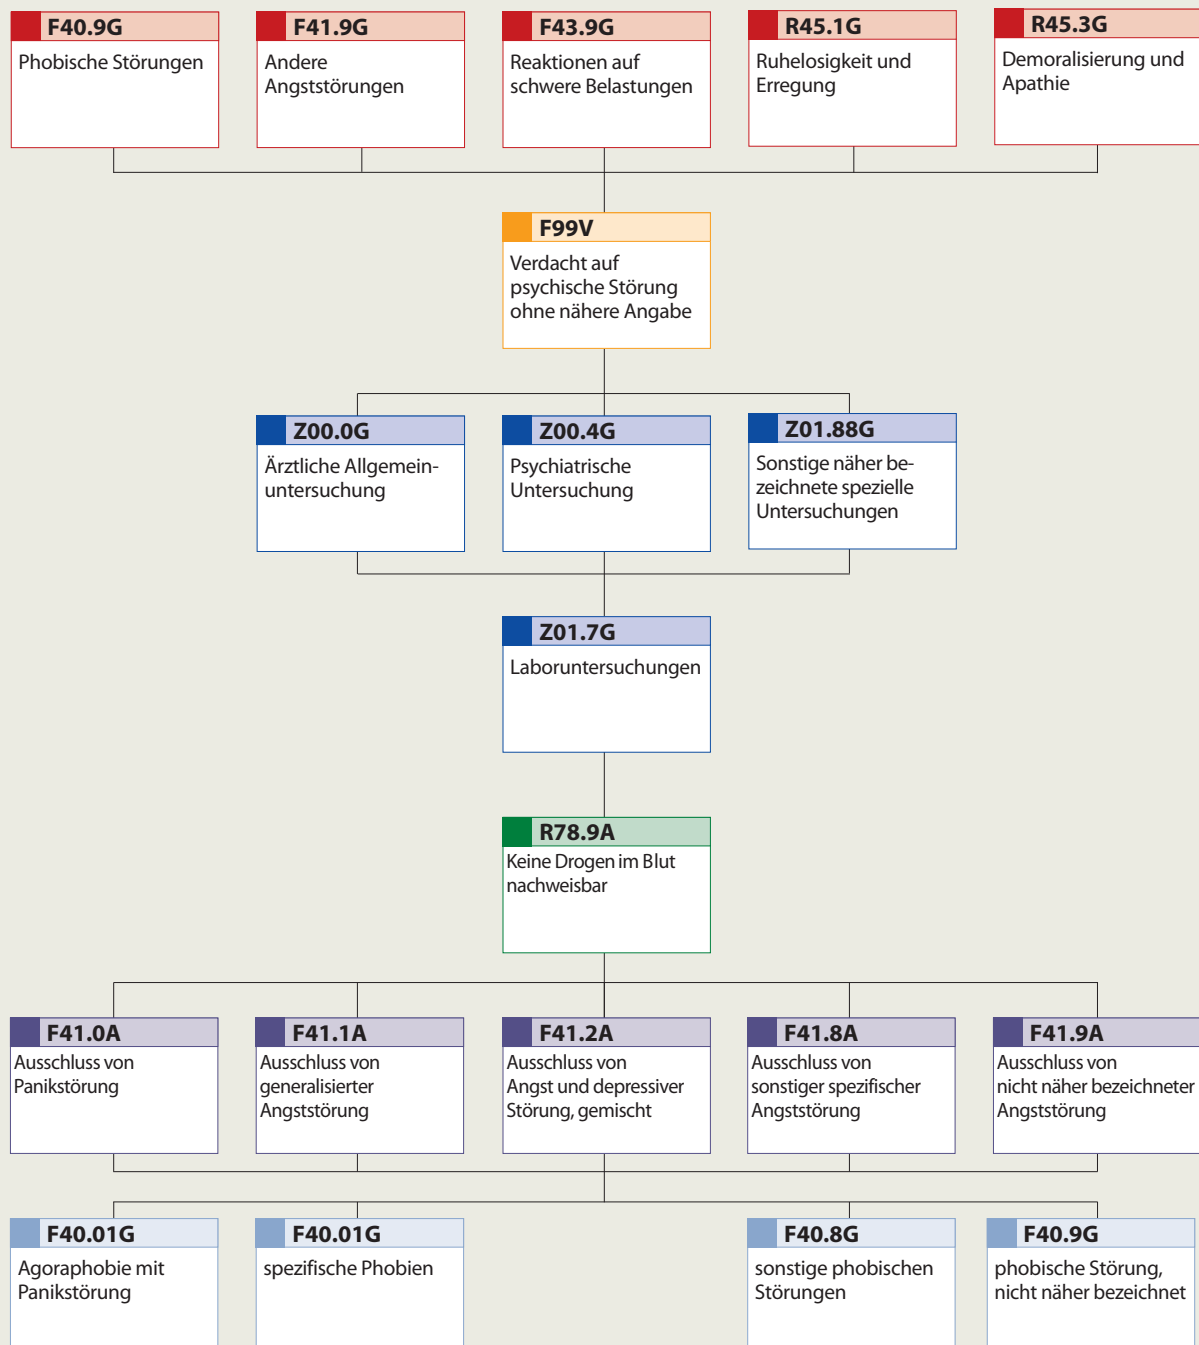 F40.9G
Phobische Störungen
F41.9G
Andere
Angststörungen
F43.9G
Reaktionen auf
schwere Belastungen
R45.1G
Ruhelosigkeit und
Erregung
R45.3G
Demoralisierung und
Apathie
F99V
Verdacht auf
psychische Störung
ohne nähere Angabe
Z00.0G
Ärztliche Allgemein-
untersuchung
Z00.4G
Psychiatrische
Untersuchung
Z01.88G
Sonstige näher be-
zeichnete spezielle
Untersuchungen
Z01.7G
Laboruntersuchungen
R78.9A
Keine Drogen im Blut
nachweisbar
F41.0A
Ausschluss von
Panikstörung
F41.1A
Ausschluss von
generalisierter
Angststörung
F41.2A
Ausschluss von
Angst und depressiver
Störung, gemischt
F41.8A
Ausschluss von
sonstiger spezifischer
Angststörung
F41.9A
Ausschluss von
nicht näher bezeichneter
Angststörung
F40.01G
Agoraphobie mit
Panikstörung
F40.01G
spezifische Phobien
F40.8G
sonstige phobischen
Störungen
F40.9G
phobische Störung,
nicht näher bezeichnet